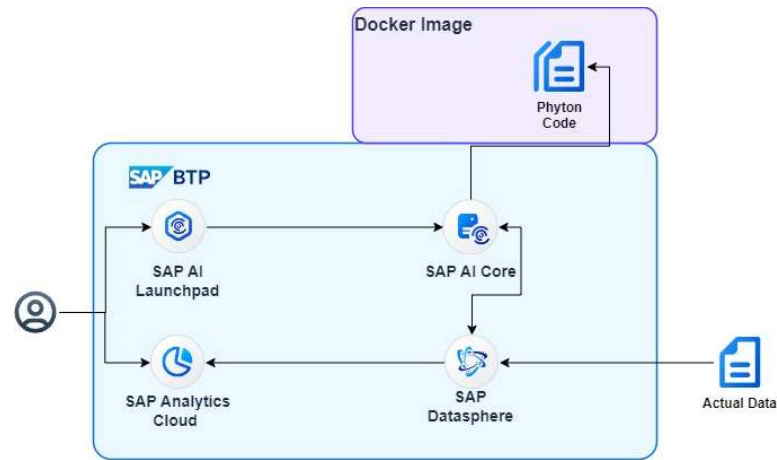 Docker Image
Phyton
Code
SAP BTP
SAP AI
Launchpad
SAP AI Core
SAP Analytics
Cloud
SAP
Datasphere
Actual Data